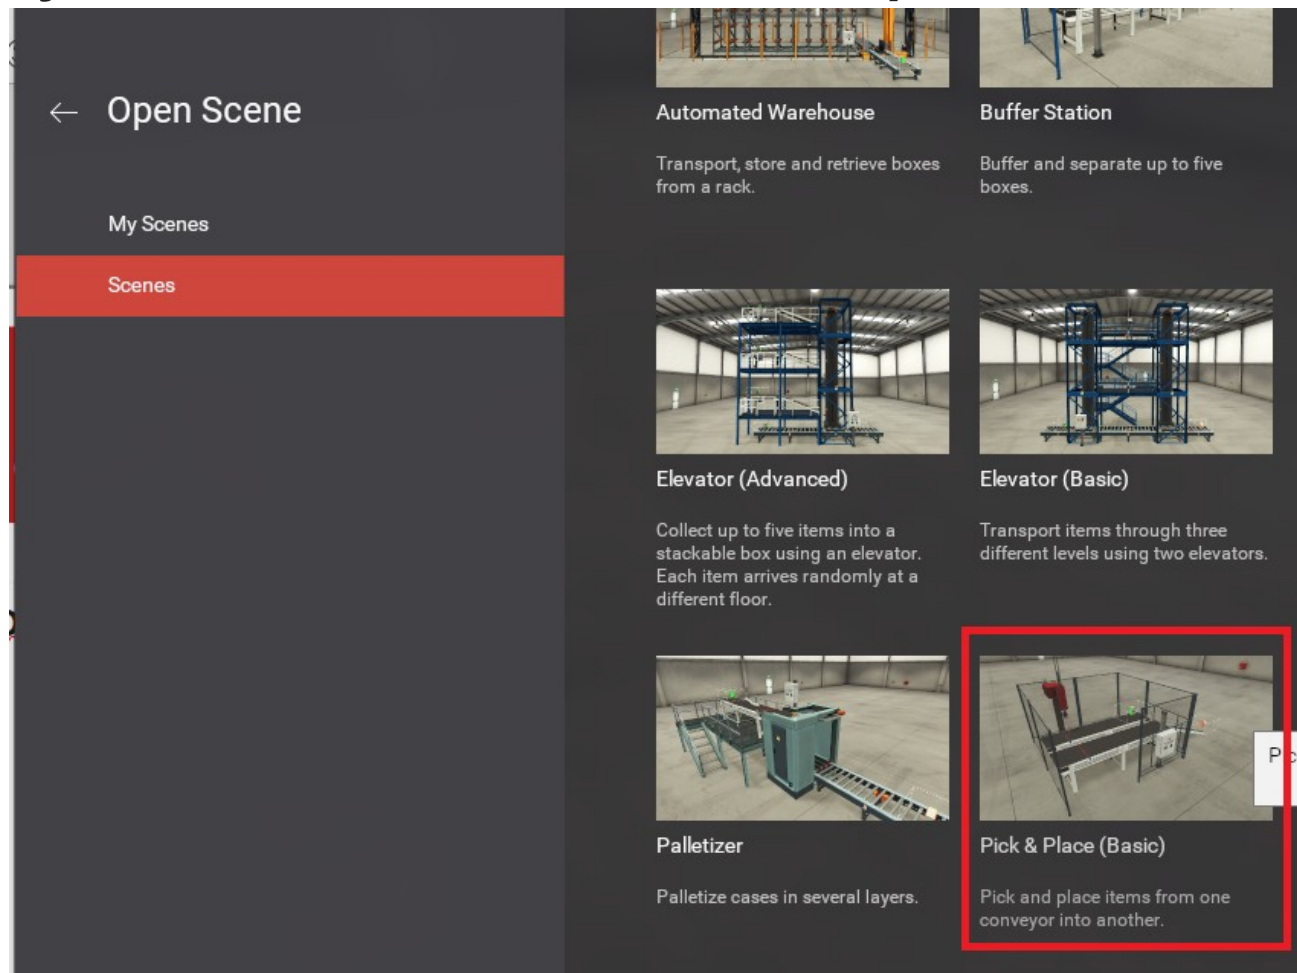 Open Scene
My Scenes
Scenes
Automated Warehouse
Transport, store and retrieve boxes
from a rack.
Buffer Station
Buffer and separate up to five
boxes.
Elevator (Advanced)
Collect up to five items into a
stackable box using an elevator.
Each item arrives randomly at a
different floor.
Elevator (Basic)
Transport items through three
different levels using two elevators.
Palletizer
Palletize cases in several layers.
Pick & Place (Basic)
Pick and place items from one
conveyor into another.